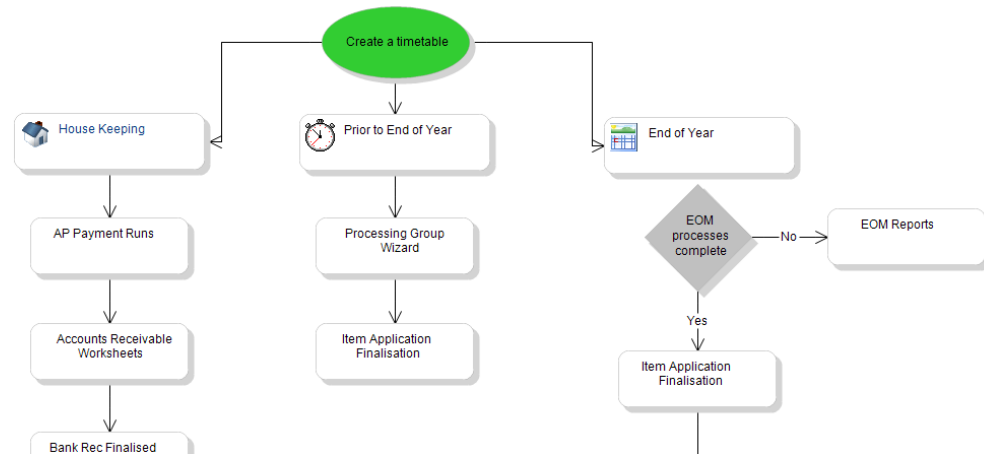 Create a timetable
House Keeping
Prior to End of Year
End of Year
AP Payment Runs
Processing Group
Wizard
EOM
processes
complete
No
EOM Reports
Yes
Accounts Receivable
Worksheets
Item Application
Finalisation
Item Application
Finalisation
Bank Rec Finalised